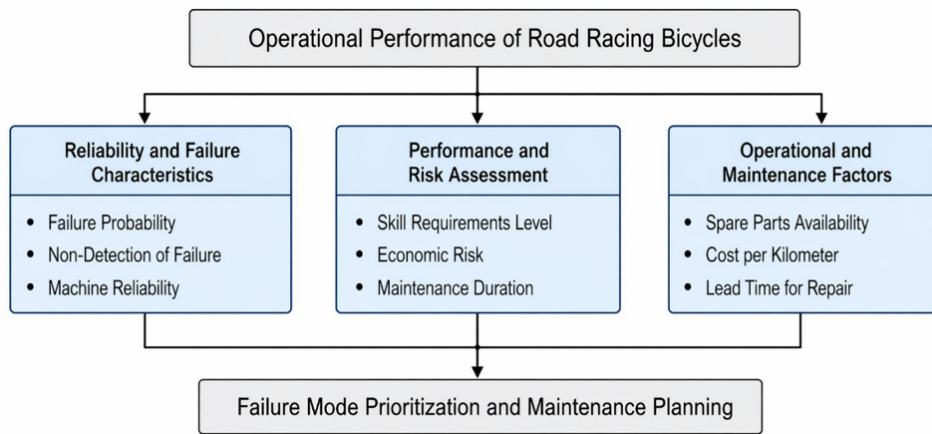 Operational Performance of Road Racing Bicycles
Reliability and Failure
Characteristics
• Failure Probability
• Non-Detection of Failure
• Machine Reliability
Performance and
Risk Assessment
• Skill Requirements Level
• Economic Risk
• Maintenance Duration
Operational and
Maintenance Factors
• Spare Parts Availability
• Cost per Kilometer
• Lead Time for Repair
Failure Mode Prioritization and Maintenance Planning